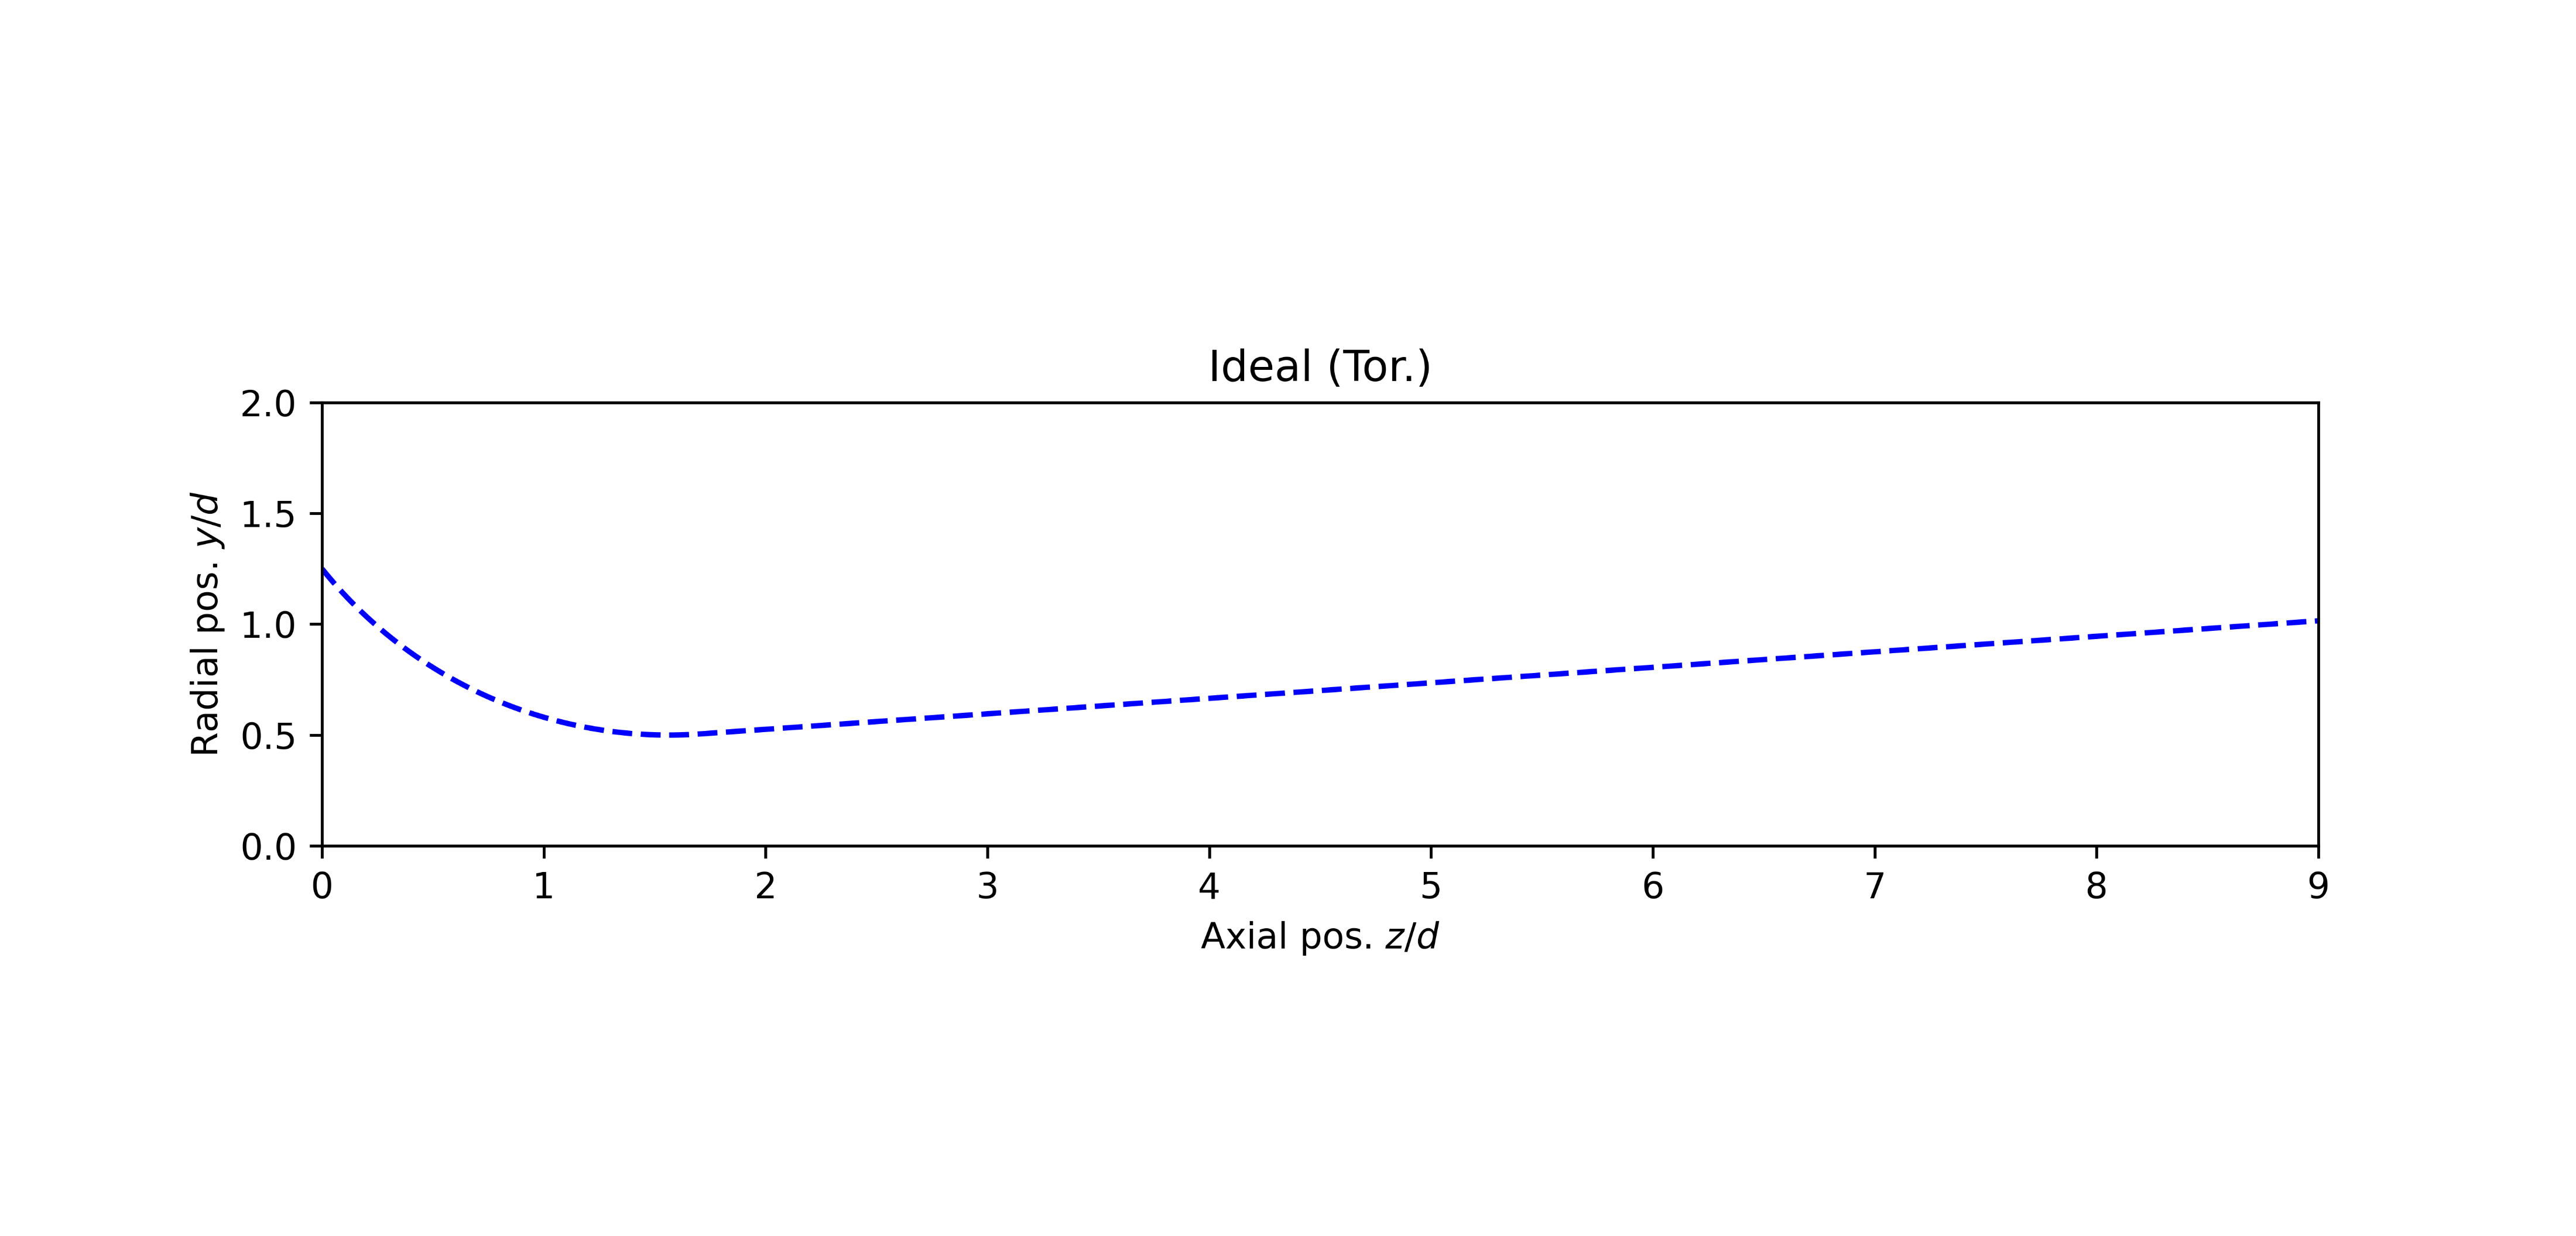 Ideal (Tor.)
Radial pos. y/d
2.0
1.5
1.0
0.5
0.0
0 1 2 3 4 5 6 7 8 9
Axial pos. z/d